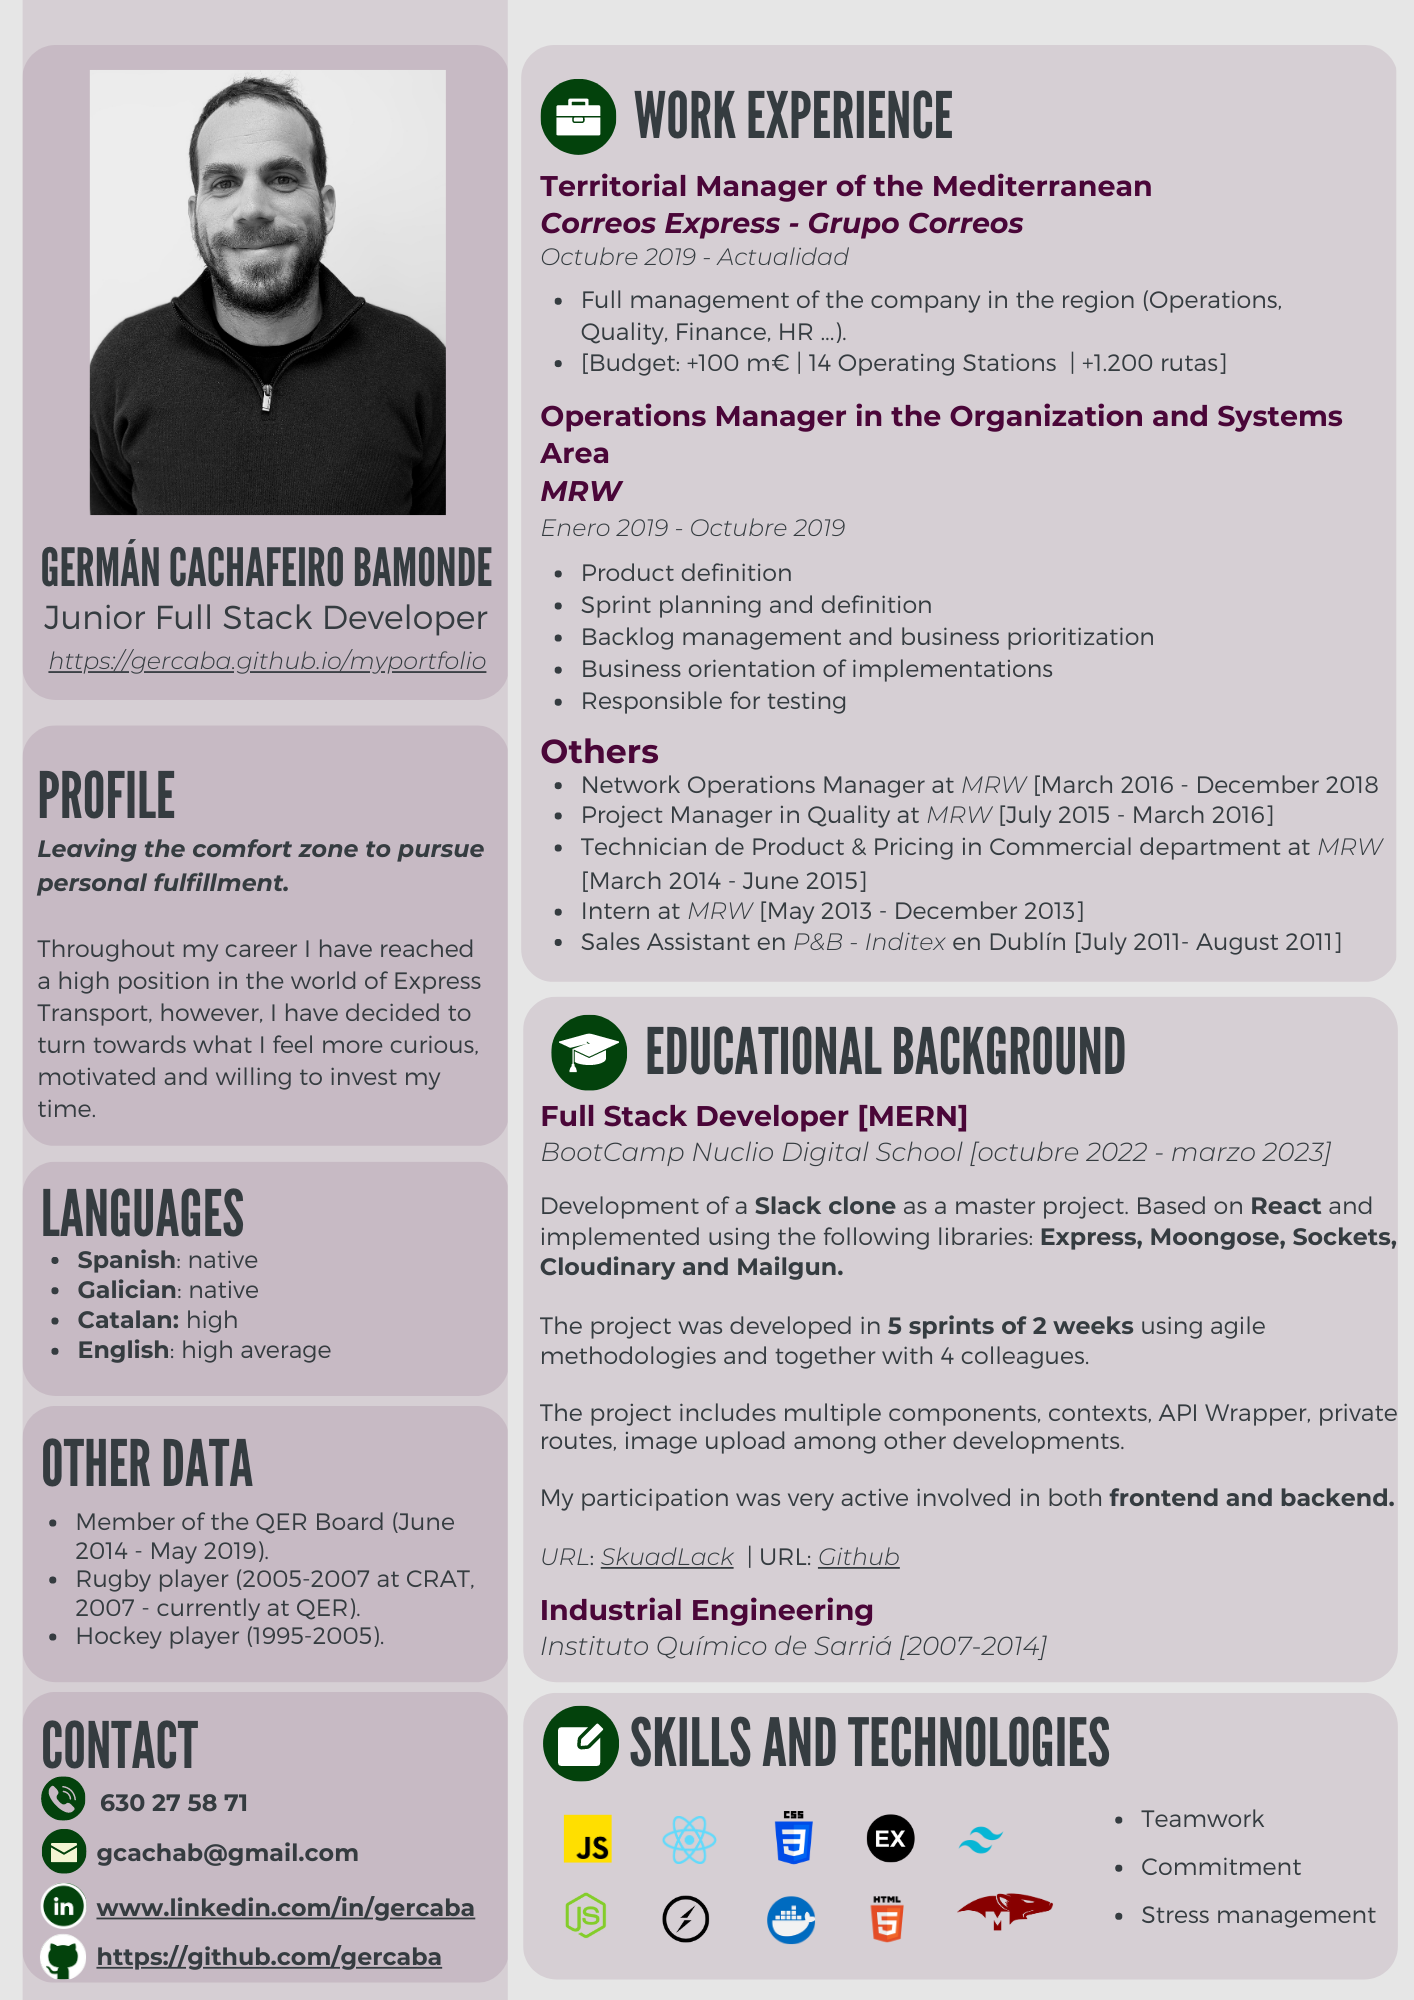 GERMÁN CACHAFEIRO BAMONDE
Junior Full Stack Developer
https://gercaba.github.io/myportfolio
PROFILE
Leaving the comfort zone to pursue
personal fulfillment.
Throughout my career I have reached
a high position in the world of Express
Transport, however, I have decided to
turn towards what I feel more curious,
motivated and willing to invest my
time.
LANGUAGES
• Spanish: native
• Galician: native
• Catalan: high
• English: high average
OTHER DATA
• Member of the QER Board (June
2014 - May 2019).
• Rugby player (2005-2007 at CRAT,
2007 - currently at QER).
• Hockey player (1995-2005).
CONTACT
630 27 58 71
gcachab@gmail.com
in www.linkedin.com/in/gercaba
https://github.com/gercaba
WORK EXPERIENCE
Territorial Manager of the Mediterranean
Correos Express - Grupo Correos
Octubre 2019 - Actualidad
• Full management of the company in the region (Operations,
Quality, Finance, HR ...).
• [Budget: +100 m€ | 14 Operating Stations | +1.200 rutas]
Operations Manager in the Organization and Systems
Area
MRW
Enero 2019 - Octubre 2019
• Product definition
• Sprint planning and definition
• Backlog management and business prioritization
• Business orientation of implementations
• Responsible for testing
Others
• Network Operations Manager at MRW [March 2016 - December 2018
• Project Manager in Quality at MRW [July 2015 - March 2016]
• Technician de Product & Pricing in Commercial department at MRW
[March 2014 - June 2015]
• Intern at MRW [May 2013 - December 2013]
• Sales Assistant en P&B - Inditex en Dublín [July 2011- August 2011]
EDUCATIONAL BACKGROUND
Full Stack Developer [MERN]
BootCamp Nuclio Digital School [octubre 2022 - marzo 2023]
Development of a Slack clone as a master project. Based on React and
implemented using the following libraries: Express, Moongose, Sockets,
Cloudinary and Mailgun.
The project was developed in 5 sprints of 2 weeks using agile
methodologies and together with 4 colleagues.
The project includes multiple components, contexts, API Wrapper, private
routes, image upload among other developments.
My participation was very active involved in both frontend and backend.
URL: SkuadLack | URL: Github
Industrial Engineering
Instituto Químico de Sarriá [2007-2014]
SKILLS AND TECHNOLOGIES
JS
CSS
3
EX
JS
HTML
5
M
• Teamwork
• Commitment
• Stress management